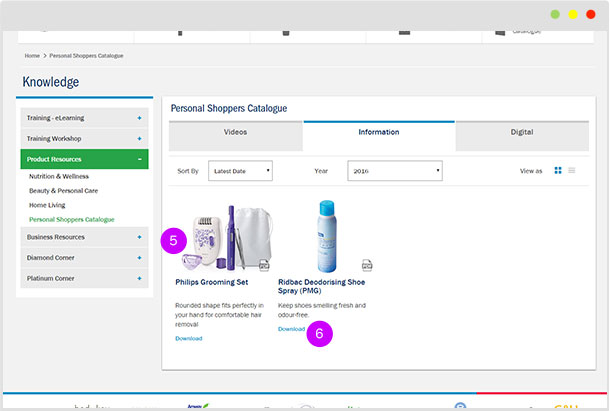 catalogue
Home > Personal Shoppers Catalogue
Knowledge
Training - eLearning +
Training Workshop +
Product Resources -
Nutrition & Wellness
Beauty & Personal Care
Home Living
Personal Shoppers Catalogue
Business Resources +
Diamond Corner +
Platinum Corner +
Personal Shoppers Catalogue
Videos
Information
Digital
Sort By
Latest Date
Year
2016
View as
5
PDF
Philips Grooming Set
Rounded shape fits perfectly in
your hand for comfortable hair
removal
Download
PDF
Ridbac Deodorising Shoe
Spray (PMG)
Keep shoes smelling fresh and
odour-free.
Download
6
Amway